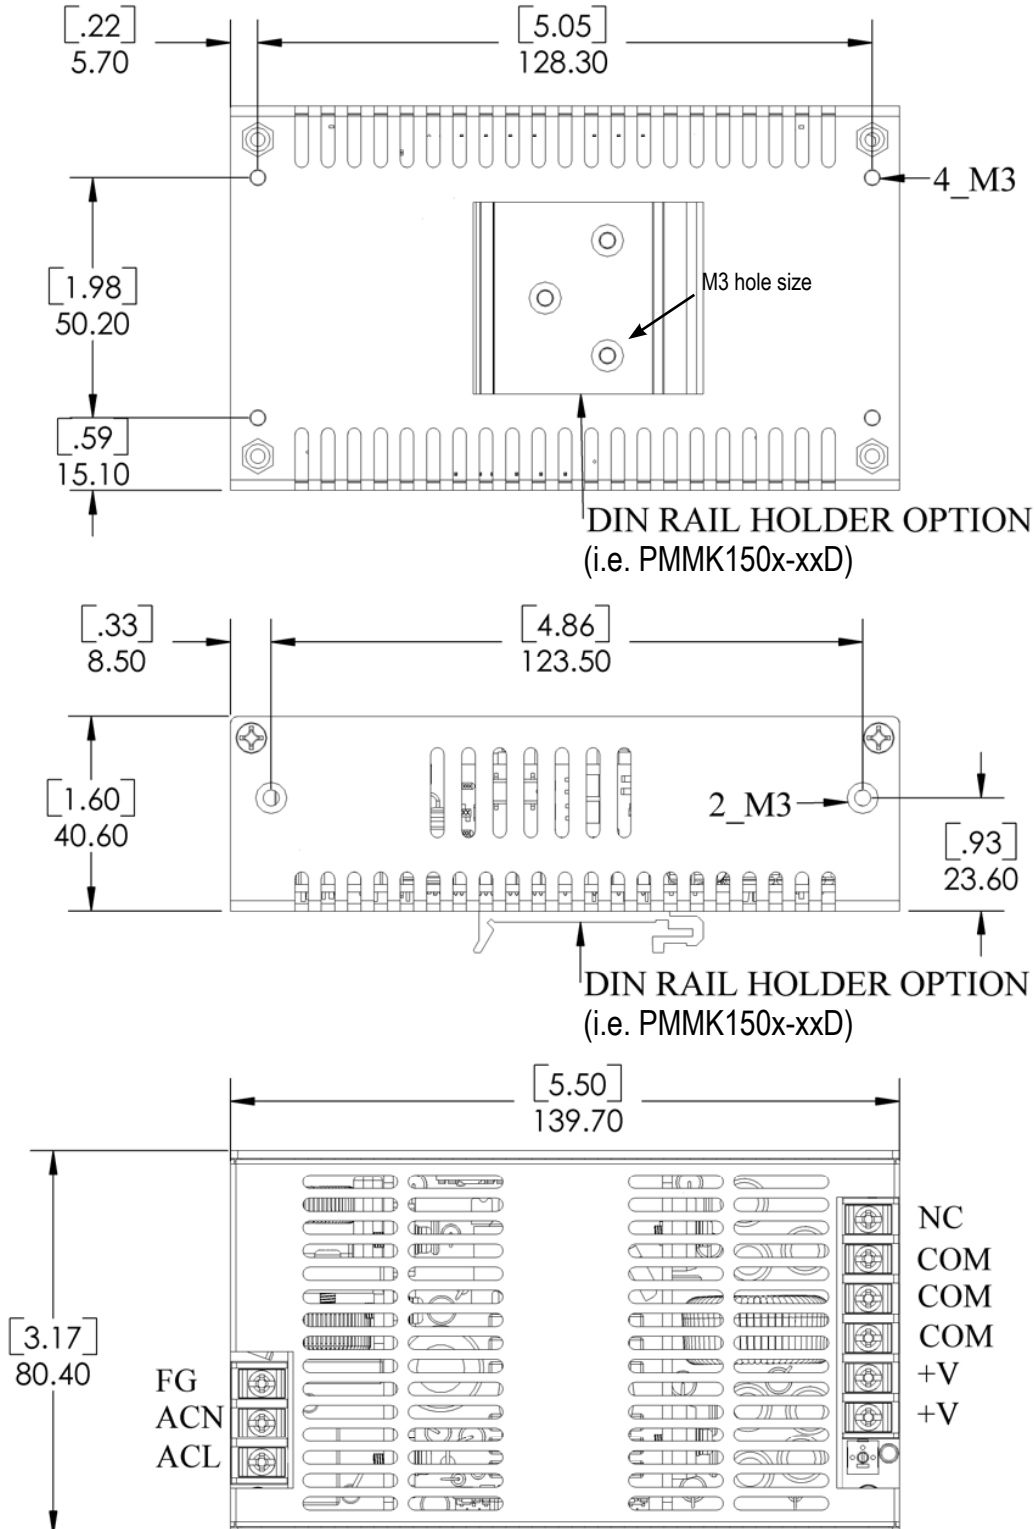 [.22]
5.70
[5.05]
128.30
4_M3
[1.98]
50.20
M3 hole size
[.59]
15.10
DIN RAIL HOLDER OPTION
(i.e. PMMK150x-xxD)
[.33]
8.50
[4.86]
123.50
[1.60]
40.60
2_M3
[.93]
23.60
DIN RAIL HOLDER OPTION
(i.e. PMMK150x-xxD)
[5.50]
139.70
NC
COM
COM
COM
+V
+V
[3.17]
80.40
FG
ACN
ACL